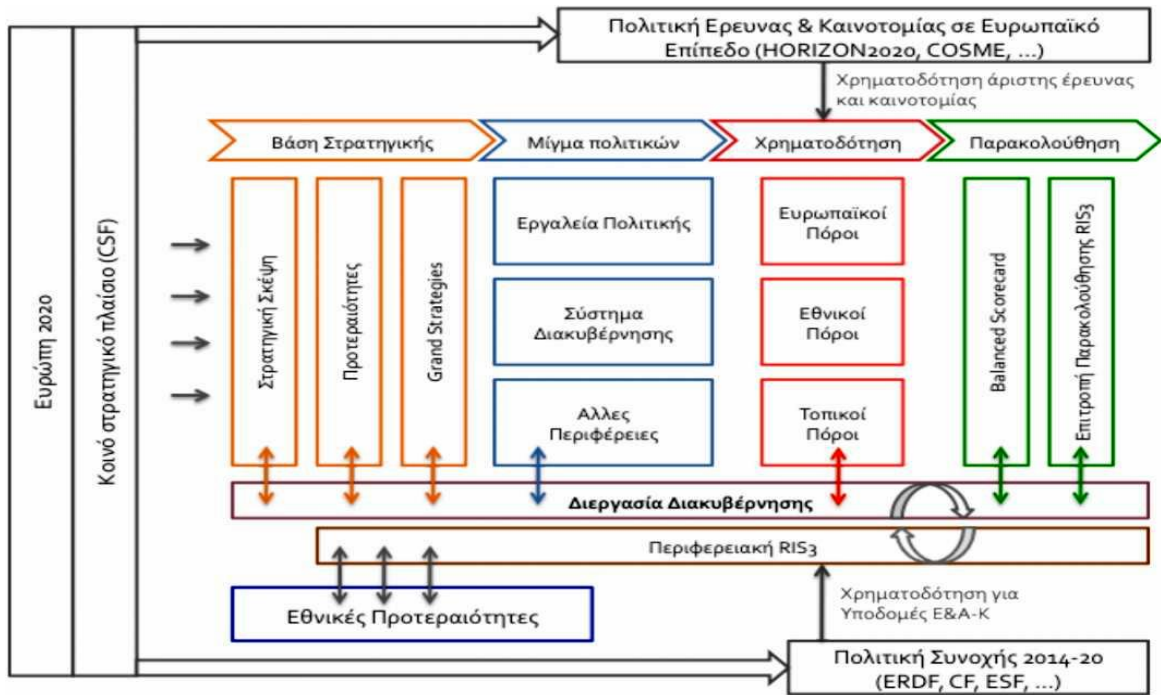 Πολιτική Ερευνας & Καινοτομίας σε Ευρωπαϊκό
Επίπεδο (HORIZON2020, COSME, ...)
Χρηματοδότηση άριστης έρευνας
και καινοτομίας
Βάση Στρατηγικής
Μίγμα πολιτικών
Χρηματοδότηση
Παρακολούθηση
Ευρώπη 2020
Κοινό στρατηγικό πλαίσιο (CSF)
Στρατηγική Σκέψη
Προτεραιότητες
Grand Strategies
Εργαλεία Πολιτικής
Σύστημα
Διακυβέρνησης
Αλλες
Περιφέρειες
Ευρωπαϊκοί
Πόροι
Εθνικοί
Πόροι
Τοπικοί
Πόροι
Balanced Scorecard
Επιτροπή Παρακολούθησης RIS3
Διεργασία Διακυβέρνησης
Περιφερειακή RIS3
Εθνικές Προτεραιότητες
Χρηματοδότηση για
Υποδομές Ε&Α-Κ
Πολιτική Συνοχής 2014-20
(ERDF, CF, ESF, ...)